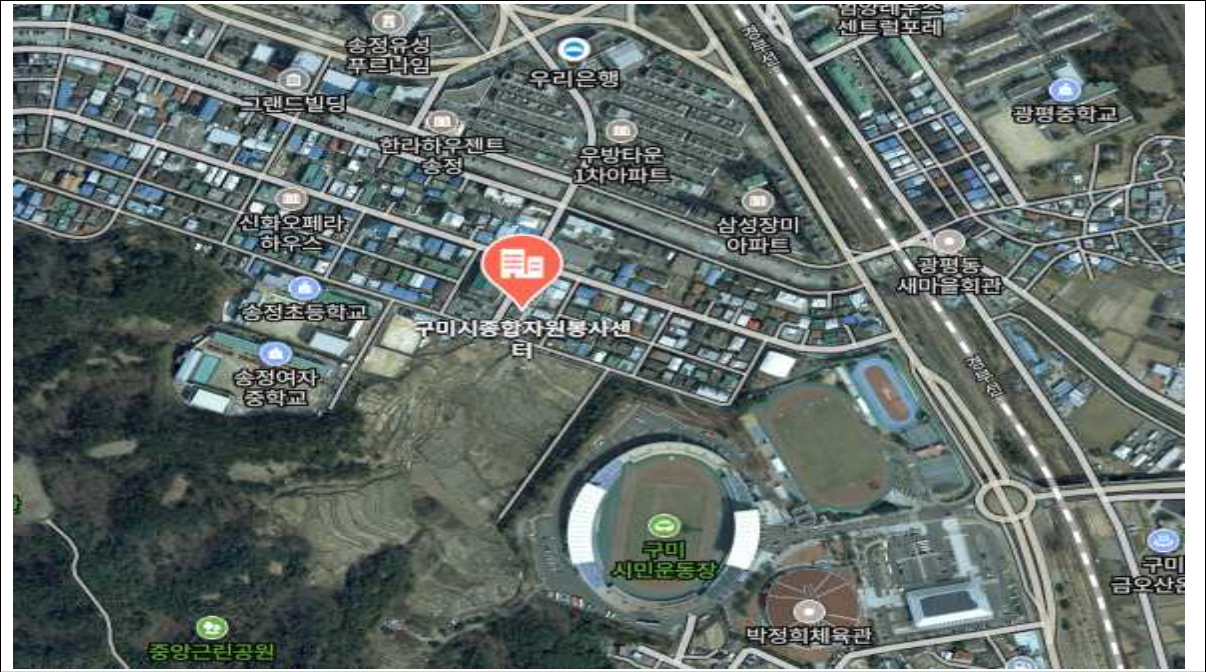 송정유성
푸르나임
우리은행
센트럴포레
경부선
그랜드빌딩
광평중학교
한라하우젠트
송정
우방타운
1차아파트
신화오페라
하우스
삼성장미
아파트
광평동
새마을회관
송정초등학교
구미시종합자원봉사센
터
송정여자
중학교
경부선
구미
시민운동장
구미
박정희체육관
중앙근린공원